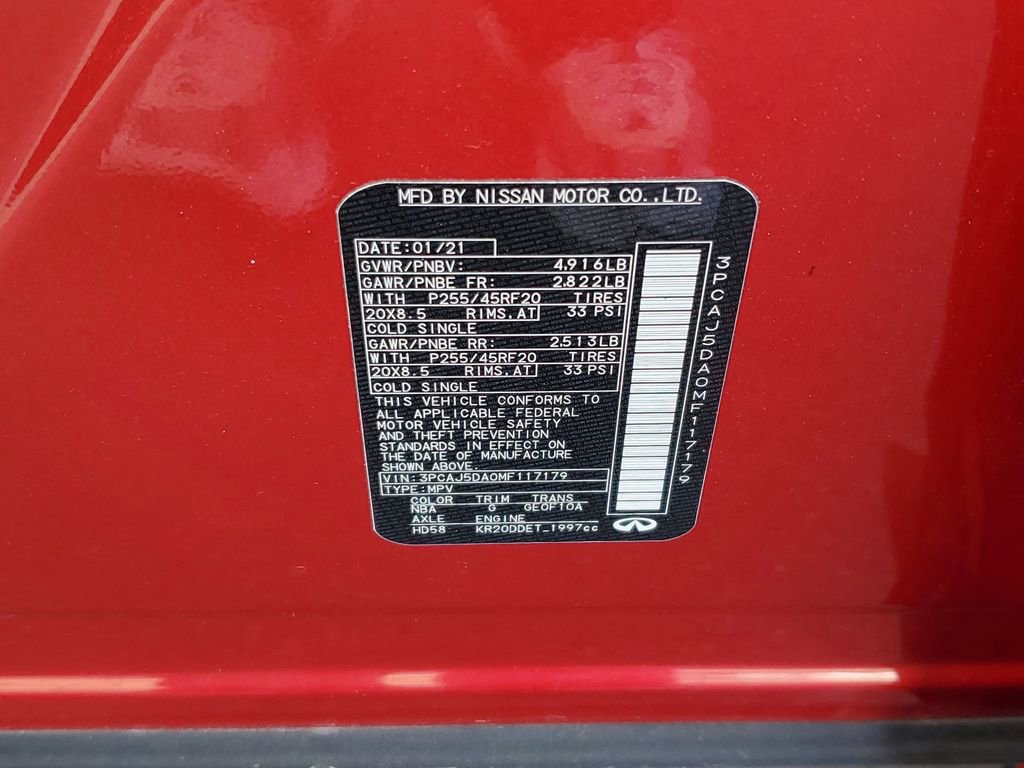 MFD BY NISSAN MOTOR CO.,LTD.
DATE:01/21
GVWR/PNBV: 4,916LB
GAWR/PNBE FR: 2,822LB
WITH P255/45RF20 TIRES
20X8.5 RIMS.AT 33 PSI
COLD SINGLE
GAWR/PNBE RR: 2,513LB
WITH P255/45RF20 TIRES
20X8.5 RIMS.AT 33 PSI
COLD SINGLE
THIS VEHICLE CONFORMS TO
ALL APPLICABLE FEDERAL
MOTOR VEHICLE SAFETY
AND THEFT PREVENTION
STANDARDS IN EFFECT ON
THE DATE OF MANUFACTURE
SHOWN ABOVE.
VIN:3PCAJ5DA0MF117179
TYPE:MPV
COLOR TRIM TRANS
NBA G GE0F10A
AXLE ENGINE
HD58 KR20DDET_1997cc
3PCAJ5DA0MF117179